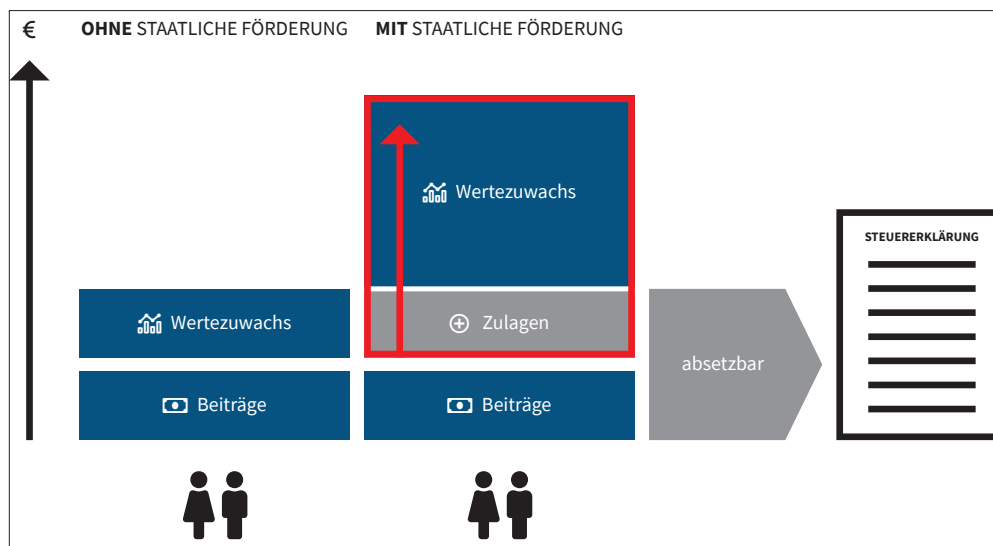 €
OHNE STAATLICHE FÖRDERUNG
MIT STAATLICHE FÖRDERUNG
Wertezuwachs
STEUERERKLÄRUNG
Wertezuwachs
Zulagen
absetzbar
Beiträge
Beiträge